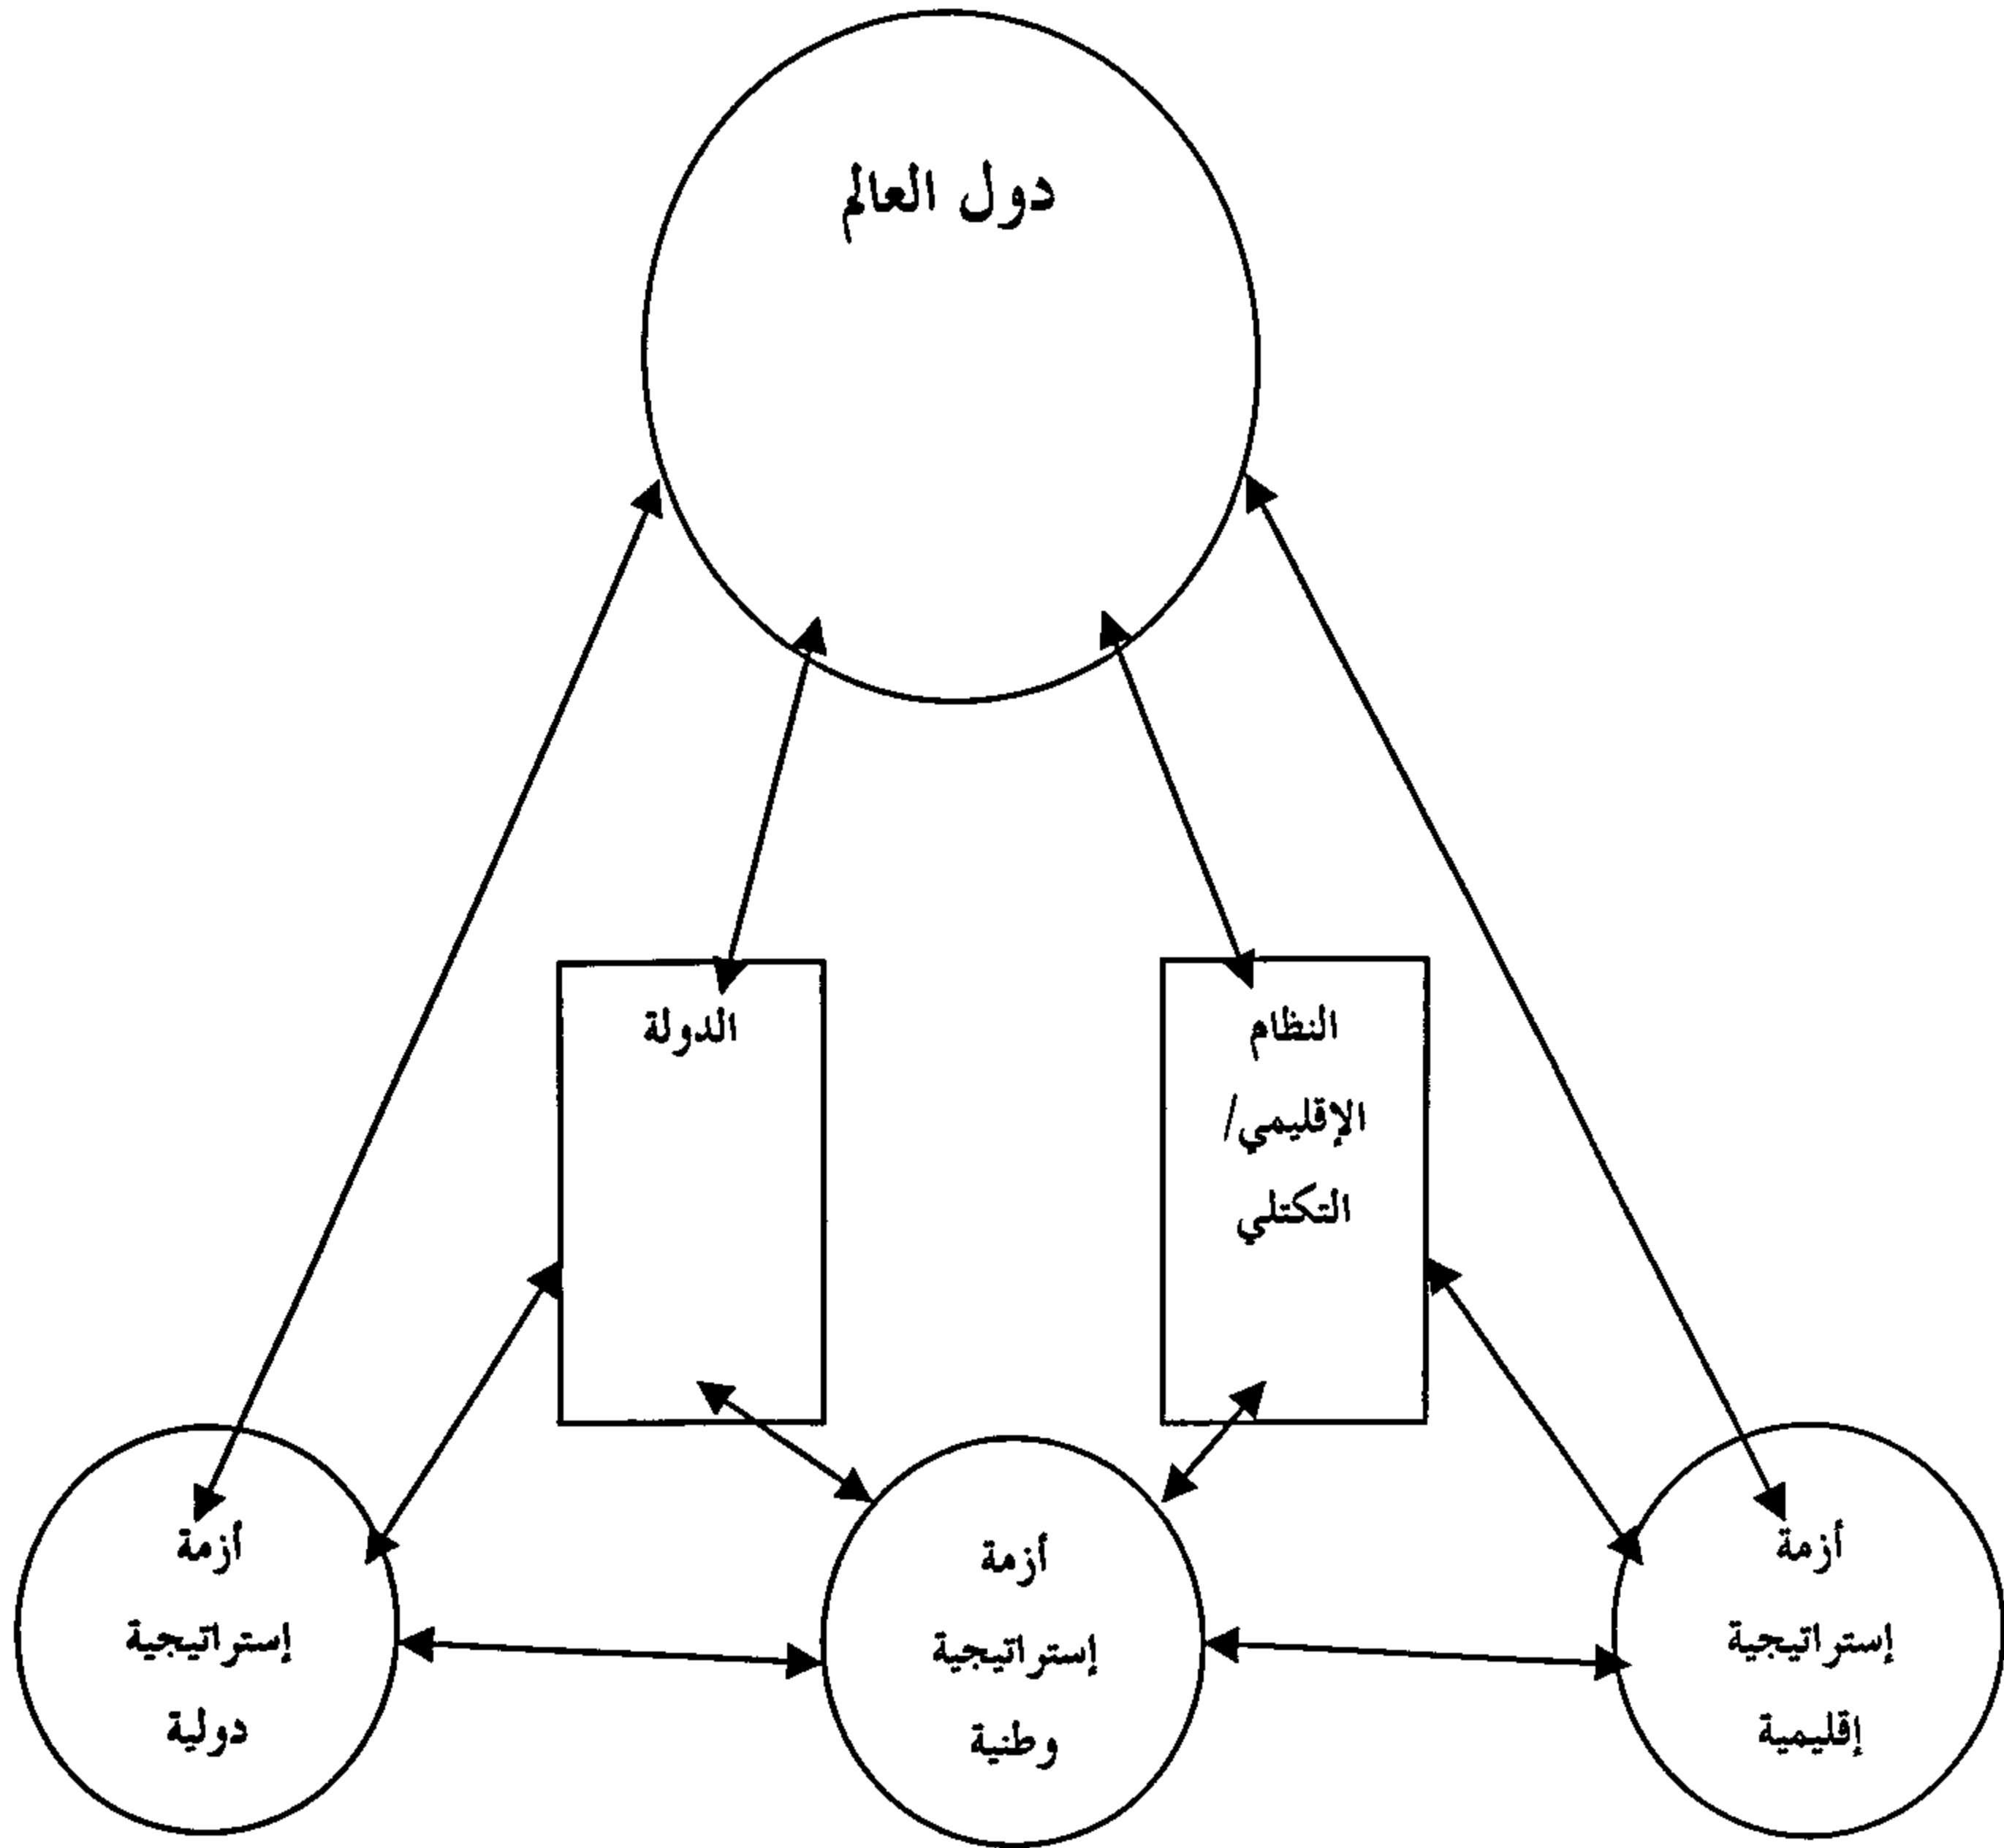 دول العالم
النظام
الإقليمي/
التكتلي
الدولة
أزمة
إستراتيجية
إقليمية
أزمة
إستراتيجية
وطنية
أزمة
إستراتيجية
دولية